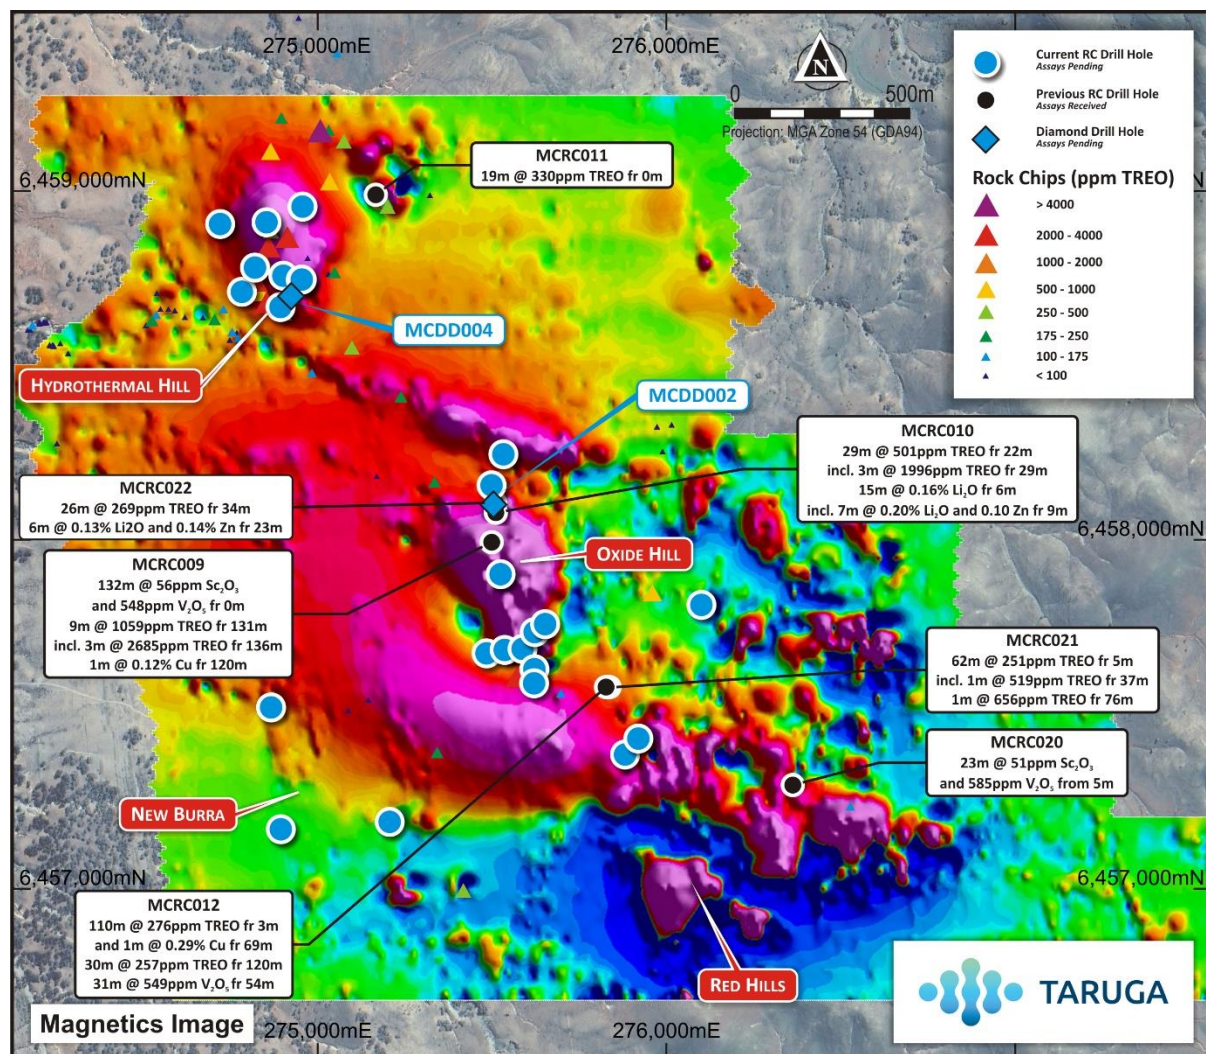 275,000mE
276,000mE
N
0
500m
Projection: MGA Zone 54 (GDA94)
Current RC Drill Hole
Assays Pending
Previous RC Drill Hole
Assays Received
Diamond Drill Hole
Assays Pending
Rock Chips (ppm TREO)
> 4000
2000 - 4000
1000 - 2000
500 - 1000
250 - 500
175 - 250
100 - 175
< 100
6,459,000mN
MCRC011
19m @ 330ppm TREO fr 0m
MCDD004
HYDROTHERMAL HILL
MCDD002
MCRC010
29m @ 501ppm TREO fr 22m
incl. 3m @ 1996ppm TREO fr 29m
15m @ 0.16% Li₂O fr 6m
incl. 7m @ 0.20% Li₂O and 0.10 Zn fr 9m
MCRC022
26m @ 269ppm TREO fr 34m
6m @ 0.13% Li2O and 0.14% Zn fr 23m
6,458,000mN
OXIDE HILL
MCRC009
132m @ 56ppm Sc₂O₃
and 548ppm V₂O₅ fr 0m
9m @ 1059ppm TREO fr 131m
incl. 3m @ 2685ppm TREO fr 136m
1m @ 0.12% Cu fr 120m
MCRC021
62m @ 251ppm TREO fr 5m
incl. 1m @ 519ppm TREO fr 37m
1m @ 656ppm TREO fr 76m
MCRC020
23m @ 51ppm Sc₂O₃
and 585ppm V₂O₅ from 5m
NEW BURRA
6,457,000mN
6,457,000mN
MCRC012
110m @ 276ppm TREO fr 3m
and 1m @ 0.29% Cu fr 69m
30m @ 257ppm TREO fr 120m
31m @ 549ppm V₂O₅ fr 54m
RED HILLS
TARUGA
Magnetics Image
275,000mE
276,000mE